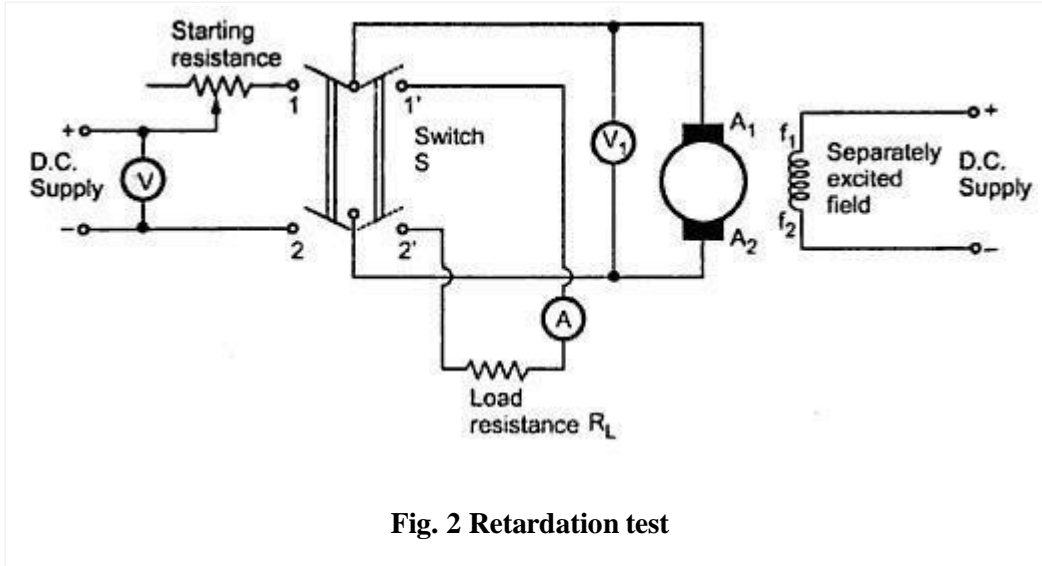 Starting
resistance
1
1'
+
D.C.
Supply
V
−
Switch
S
2
2'
V1
A1
A2
f1
f2
Separately
excited
field
+
D.C.
Supply
−
A
Load
resistance RL
Fig. 2 Retardation test